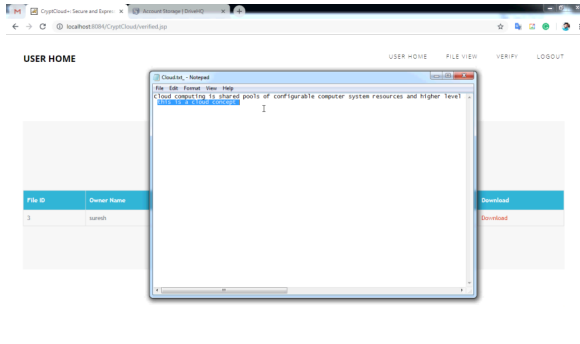 CryptCloud+: Secure and Expres
Account Storage | DriveHQ
localhost:8084/CryptCloud/verified.jsp
USER HOME
USER HOME FILE VIEW VERIFY LOGOUT
Cloud.txt_ - Notepad
File Edit Format View Help
Cloud computing is shared pools of configurable computer system resources and higher level
this is a cloud concept
File ID Owner Name Download
3 suresh Download